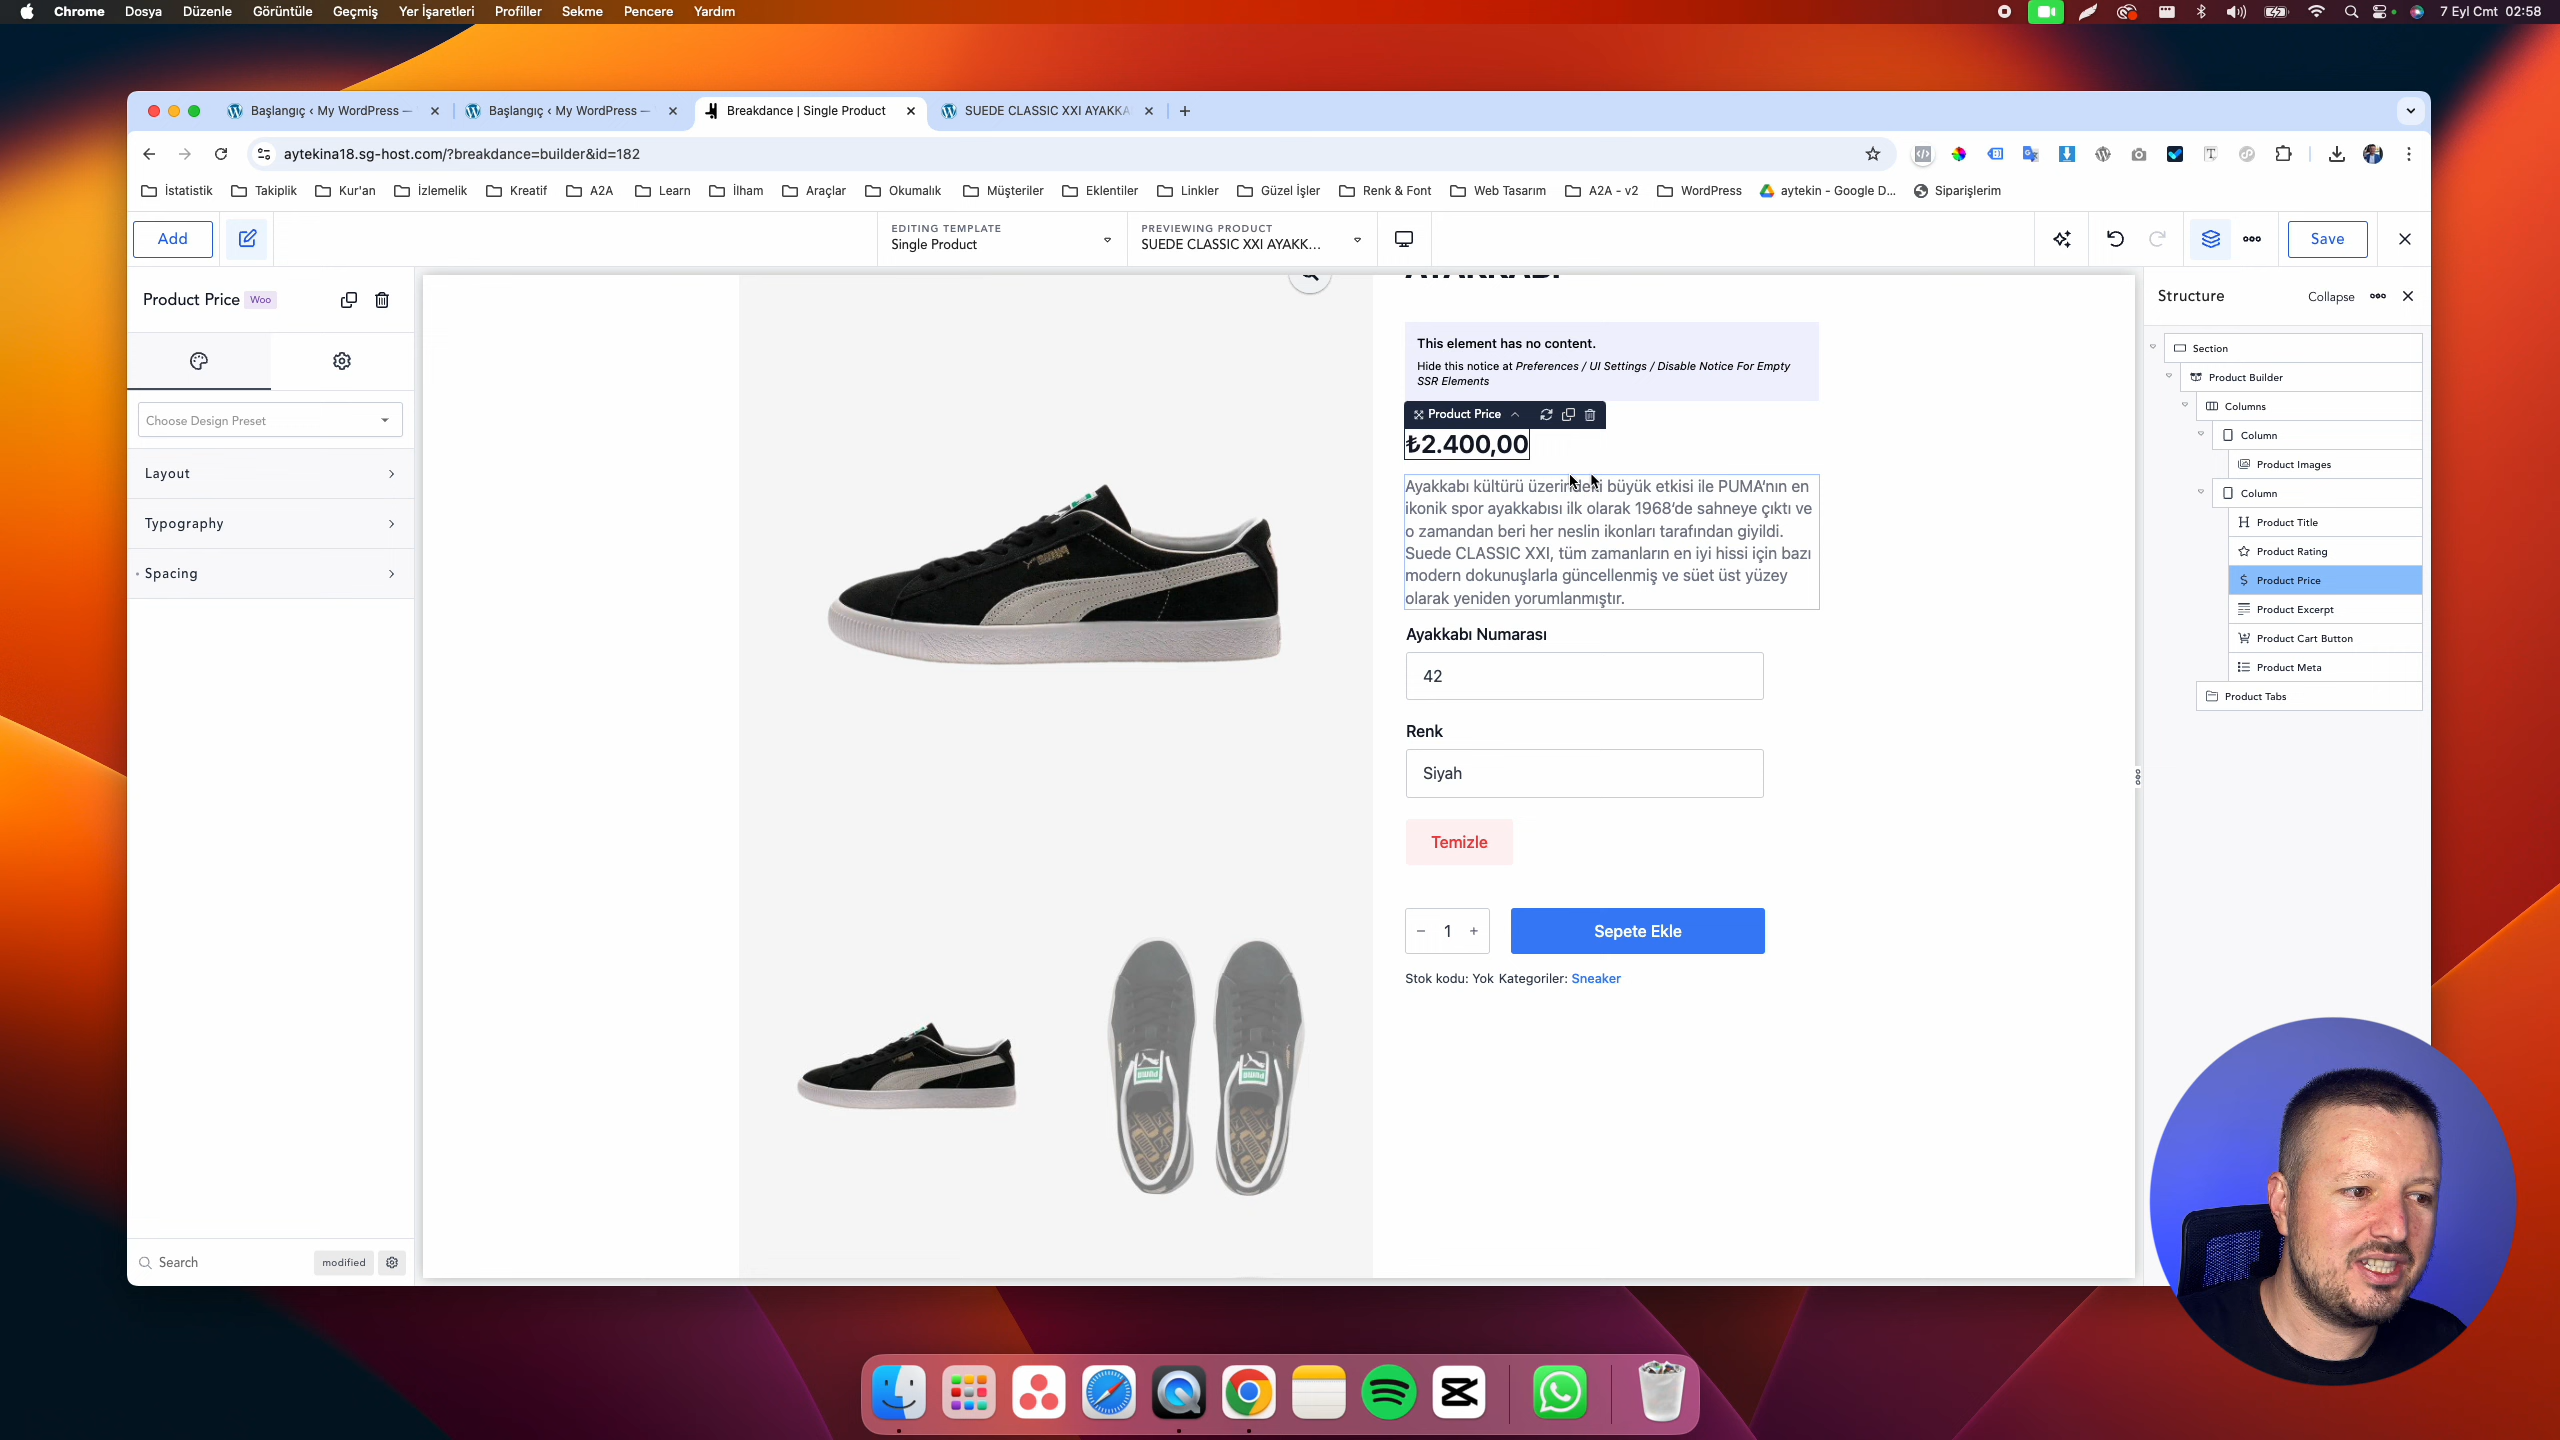 Chrome Dosya Düzenle Görüntüle Geçmiş Yer İşaretleri Profiller Sekme Pencere Yardım
7 Eyl Cmt 02:58
Başlangıç ‹ My WordPress —
Başlangıç ‹ My WordPress —
Breakdance | Single Product
SUEDE CLASSIC XXI AYAKKA
aytekina18.sg-host.com/?breakdance=builder&id=182
İstatistik Takiplik Kur'an İzlemelik Kreatif A2A Learn İlham Araçlar Okumalık Müşteriler Eklentiler Linkler Güzel İşler Renk & Font Web Tasarım A2A - v2 WordPress aytekin - Google D... Siparişlerim
Add
EDITING TEMPLATE
Single Product
PREVIEWING PRODUCT
SUEDE CLASSIC XXI AYAKK...
Save
Product Price Woo
Choose Design Preset
Layout
Typography
Spacing
Search
modified
This element has no content.
Hide this notice at Preferences / UI Settings / Disable Notice For Empty
SSR Elements
Product Price
₺2.400,00
Ayakkabı kültürü üzerindeki büyük etkisi ile PUMA'nın en
ikonik spor ayakkabısı ilk olarak 1968'de sahneye çıktı ve
o zamandan beri her neslin ikonları tarafından giyildi.
Suede CLASSIC XXI, tüm zamanların en iyi hissi için bazı
modern dokunuşlarla güncellenmiş ve süet üst yüzey
olarak yeniden yorumlanmıştır.
Ayakkabı Numarası
42
Renk
Siyah
Temizle
− 1 +
Sepete Ekle
Stok kodu: Yok Kategoriler: Sneaker
Structure
Collapse
Section
Product Builder
Columns
Column
Product Images
Column
Product Title
Product Rating
Product Price
Product Excerpt
Product Cart Button
Product Meta
Product Tabs